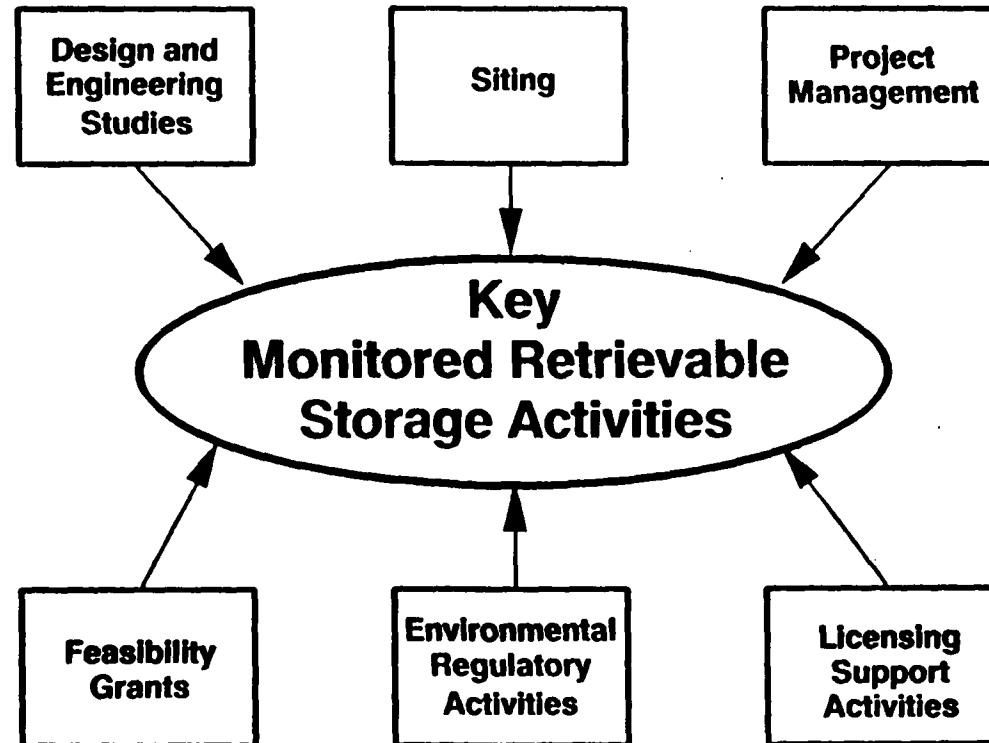 Design and
Engineering
Studies
Siting
Project
Management
Key
Monitored Retrievable
Storage Activities
Feasibility
Grants
Environmental
Regulatory
Activities
Licensing
Support
Activities